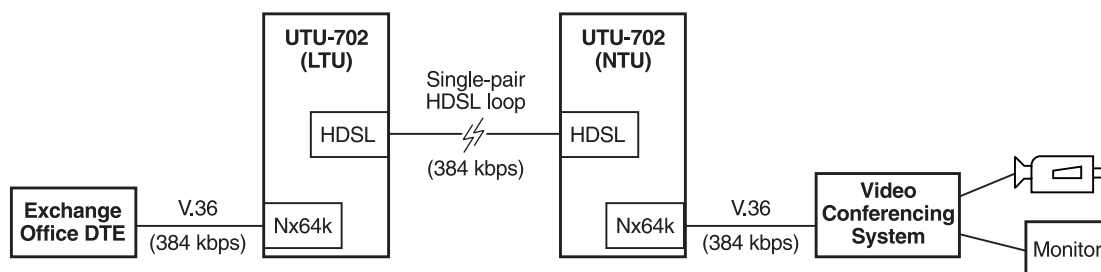 UTU-702
(LTU)
HDSL
Nx64k
Single-pair
HDSL loop
(384 kbps)
UTU-702
(NTU)
HDSL
Nx64k
Exchange
Office DTE
V.36
(384 kbps)
V.36
(384 kbps)
Video
Conferencing
System
Monitor